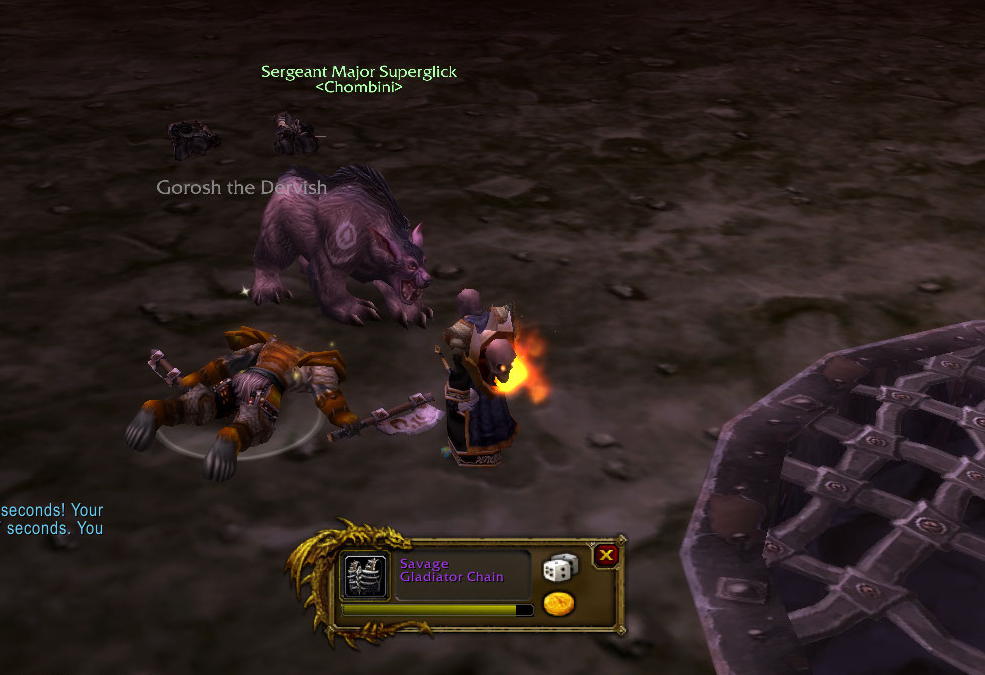 Sergeant Major Superglick
<Chombini>
Gorosh the Dervish
seconds! Your
seconds. You
Savage
Gladiator Chain